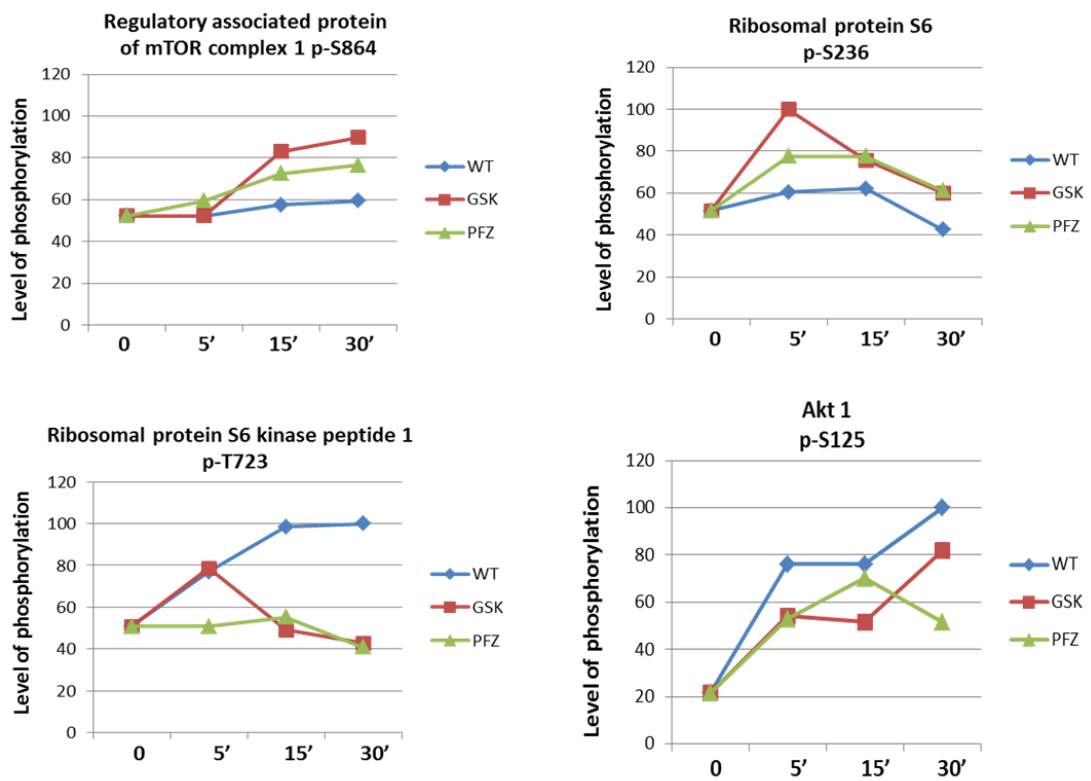 Regulatory associated protein
of mTOR complex 1 p-S864
Level of phosphorylation
120
100
80
60
40
20
0
0 5’ 15’ 30’
WT
GSK
PFZ
Ribosomal protein S6
p-S236
Level of phosphorylation
120
100
80
60
40
20
0
0 5’ 15’ 30’
WT
GSK
PFZ
Ribosomal protein S6 kinase peptide 1
p-T723
Level of phosphorylation
120
100
80
60
40
20
0
0 5’ 15’ 30’
WT
GSK
PFZ
Akt 1
p-S125
Level of phosphorylation
120
100
80
60
40
20
0
0 5’ 15’ 30’
WT
GSK
PFZ